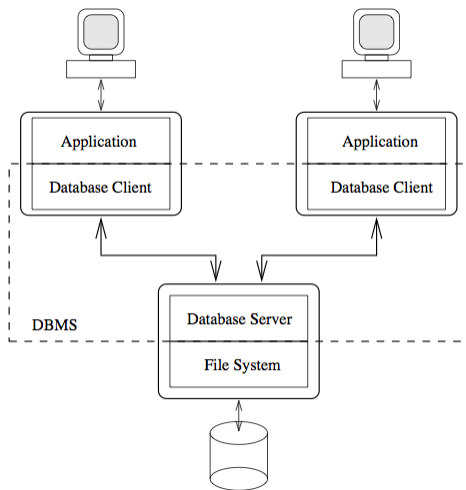 Application
Application
Database Client
Database Client
DBMS
Database Server
File System